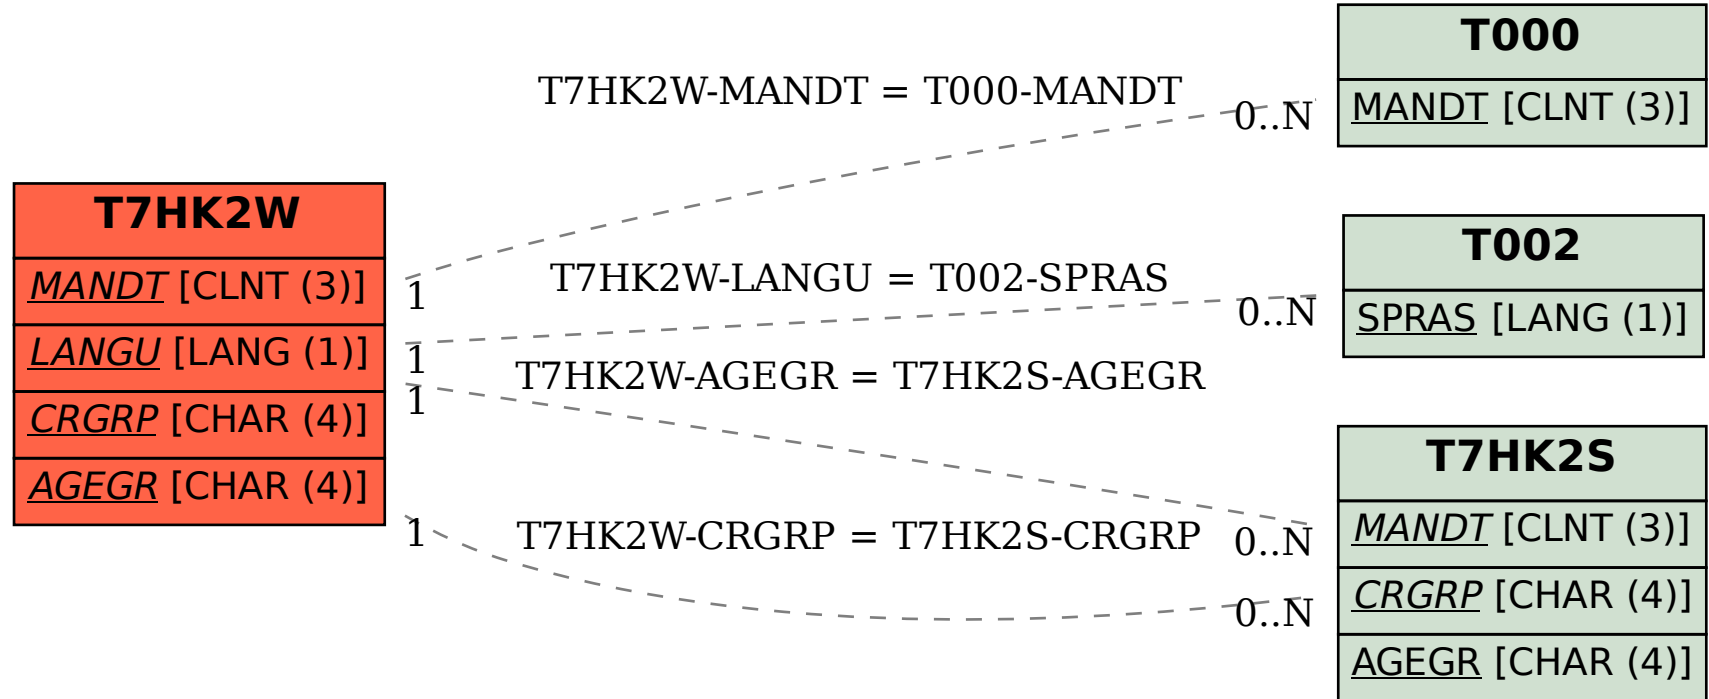 T000
MANDT [CLNT (3)]
T7HK2W-MANDT = T000-MANDT
0..N
T7HK2W
MANDT [CLNT (3)]
LANGU [LANG (1)]
CRGRP [CHAR (4)]
AGEGR [CHAR (4)]
1
T7HK2W-LANGU = T002-SPRAS
0..N
1
T002
SPRAS [LANG (1)]
T7HK2W-AGEGR = T7HK2S-AGEGR
1
0..N
T7HK2W-CRGRP = T7HK2S-CRGRP
1
0..N
T7HK2S
MANDT [CLNT (3)]
CRGRP [CHAR (4)]
AGEGR [CHAR (4)]